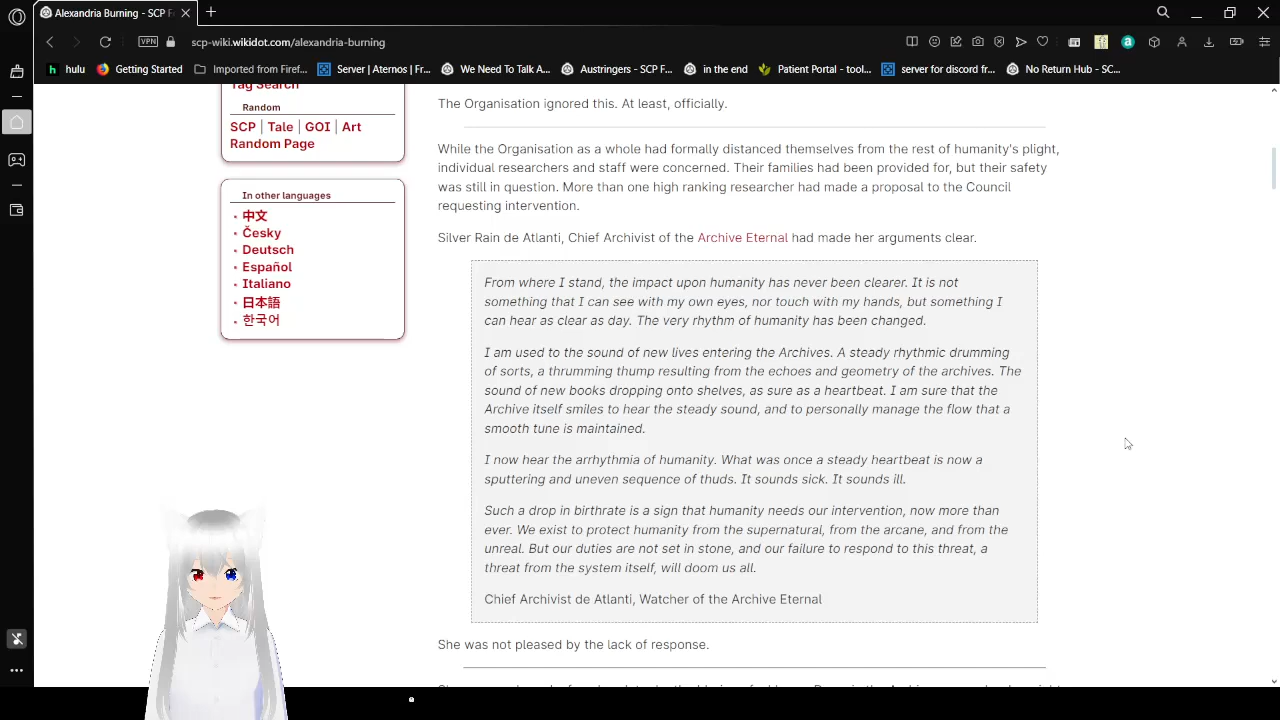 Alexandria Burning - SCP F
VPN
scp-wiki.wikidot.com/alexandria-burning
hulu
Getting Started
Imported from Firef...
Server | Aternos | Fr...
We Need To Talk A...
Austringers - SCP F...
in the end
Patient Portal - tool...
server for discord fr...
No Return Hub - SC...
Tag Search
Random
SCP | Tale | GOI | Art
Random Page
In other languages
中文
Česky
Deutsch
Español
Italiano
日本語
한국어
The Organisation ignored this. At least, officially.
While the Organisation as a whole had formally distanced themselves from the rest of humanity's plight,
individual researchers and staff were concerned. Their families had been provided for, but their safety
was still in question. More than one high ranking researcher had made a proposal to the Council
requesting intervention.
Silver Rain de Atlanti, Chief Archivist of the Archive Eternal had made her arguments clear.
From where I stand, the impact upon humanity has never been clearer. It is not
something that I can see with my own eyes, nor touch with my hands, but something I
can hear as clear as day. The very rhythm of humanity has been changed.
I am used to the sound of new lives entering the Archives. A steady rhythmic drumming
of sorts, a thrumming thump resulting from the echoes and geometry of the archives. The
sound of new books dropping onto shelves, as sure as a heartbeat. I am sure that the
Archive itself smiles to hear the steady sound, and to personally manage the flow that a
smooth tune is maintained.
I now hear the arrhythmia of humanity. What was once a steady heartbeat is now a
sputtering and uneven sequence of thuds. It sounds sick. It sounds ill.
Such a drop in birthrate is a sign that humanity needs our intervention, now more than
ever. We exist to protect humanity from the supernatural, from the arcane, and from the
unreal. But our duties are not set in stone, and our failure to respond to this threat, a
threat from the system itself, will doom us all.
Chief Archivist de Atlanti, Watcher of the Archive Eternal
She was not pleased by the lack of response.